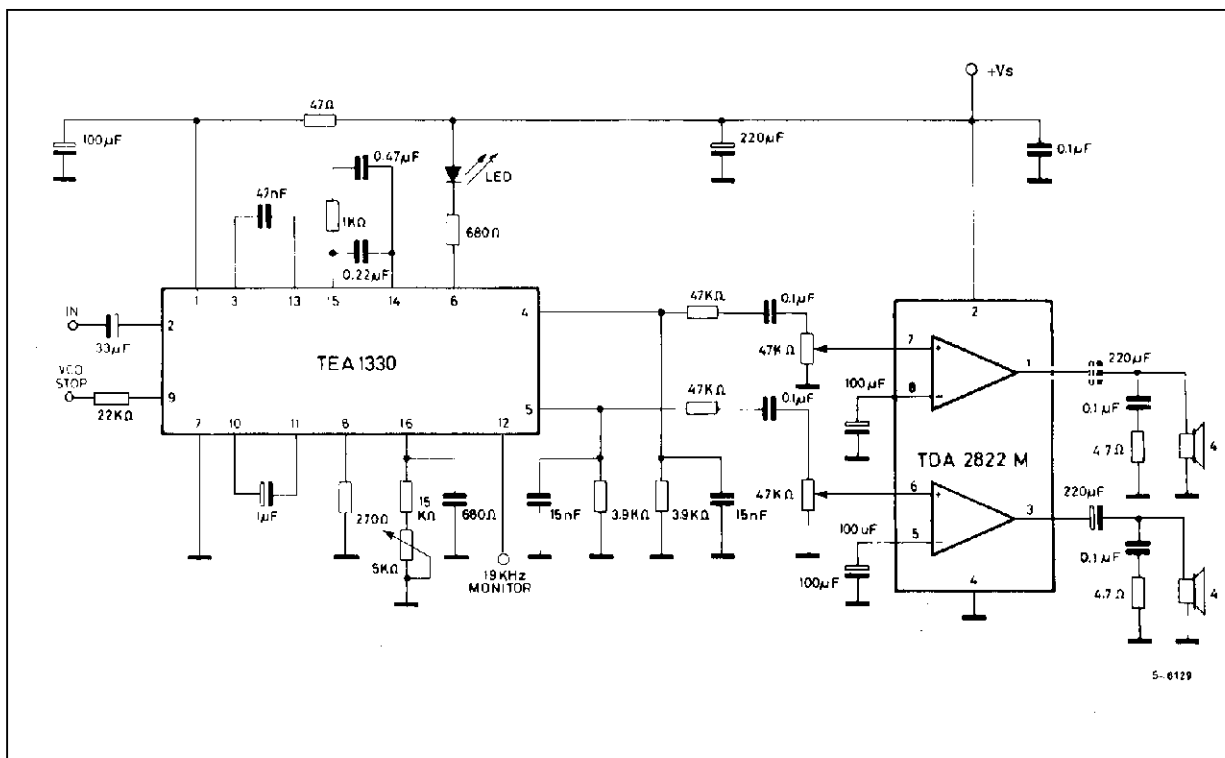 +Vs
47Ω
100µF
220µF
0.1µF
0.47µF
LED
47nF
1KΩ
680Ω
0.22µF
1
3
13
15
14
6
IN
2
33µF
TEA1330
VCO
STOP
9
22KΩ
7
10
11
8
16
12
4
5
1µF
270Ω
15
KΩ
5KΩ
680Ω
19KHz
MONITOR
15nF
3.9KΩ
3.9KΩ
15nF
47KΩ
0.1µF
47KΩ
47KΩ
0.1µF
47KΩ
2
7
1
100µF
8
TDA 2822 M
6
3
100uF
5
100µF
4
220µF
0.1µF
4.7Ω
4
220µF
0.1µF
4.7Ω
4
S-6129